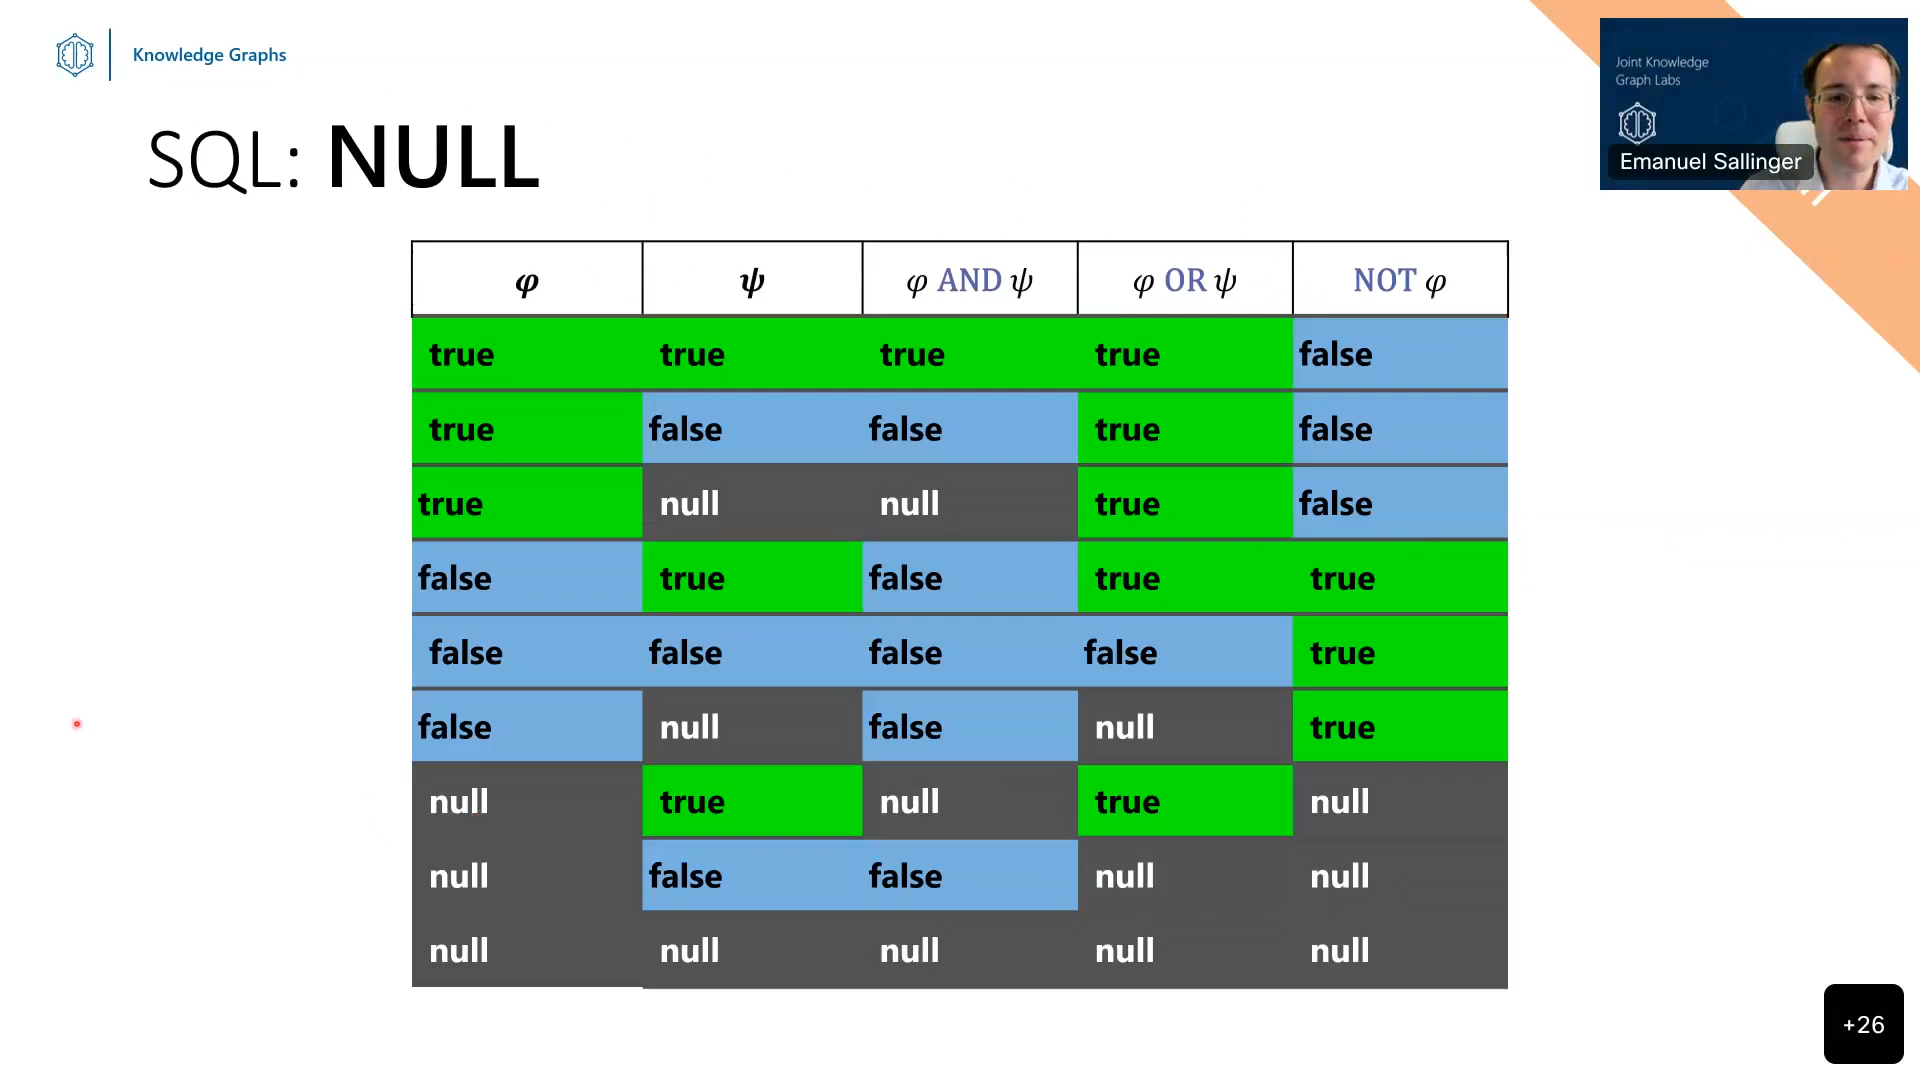 Knowledge Graphs
Joint Knowledge
Graph Labs
Emanuel Sallinger
SQL: NULL
φ ψ φ AND ψ φ OR ψ NOT φ
true true true true false
true false false true false
true null null true false
false true false true true
false false false false true
false null false null true
null true null true null
null false false null null
null null null null null
+26